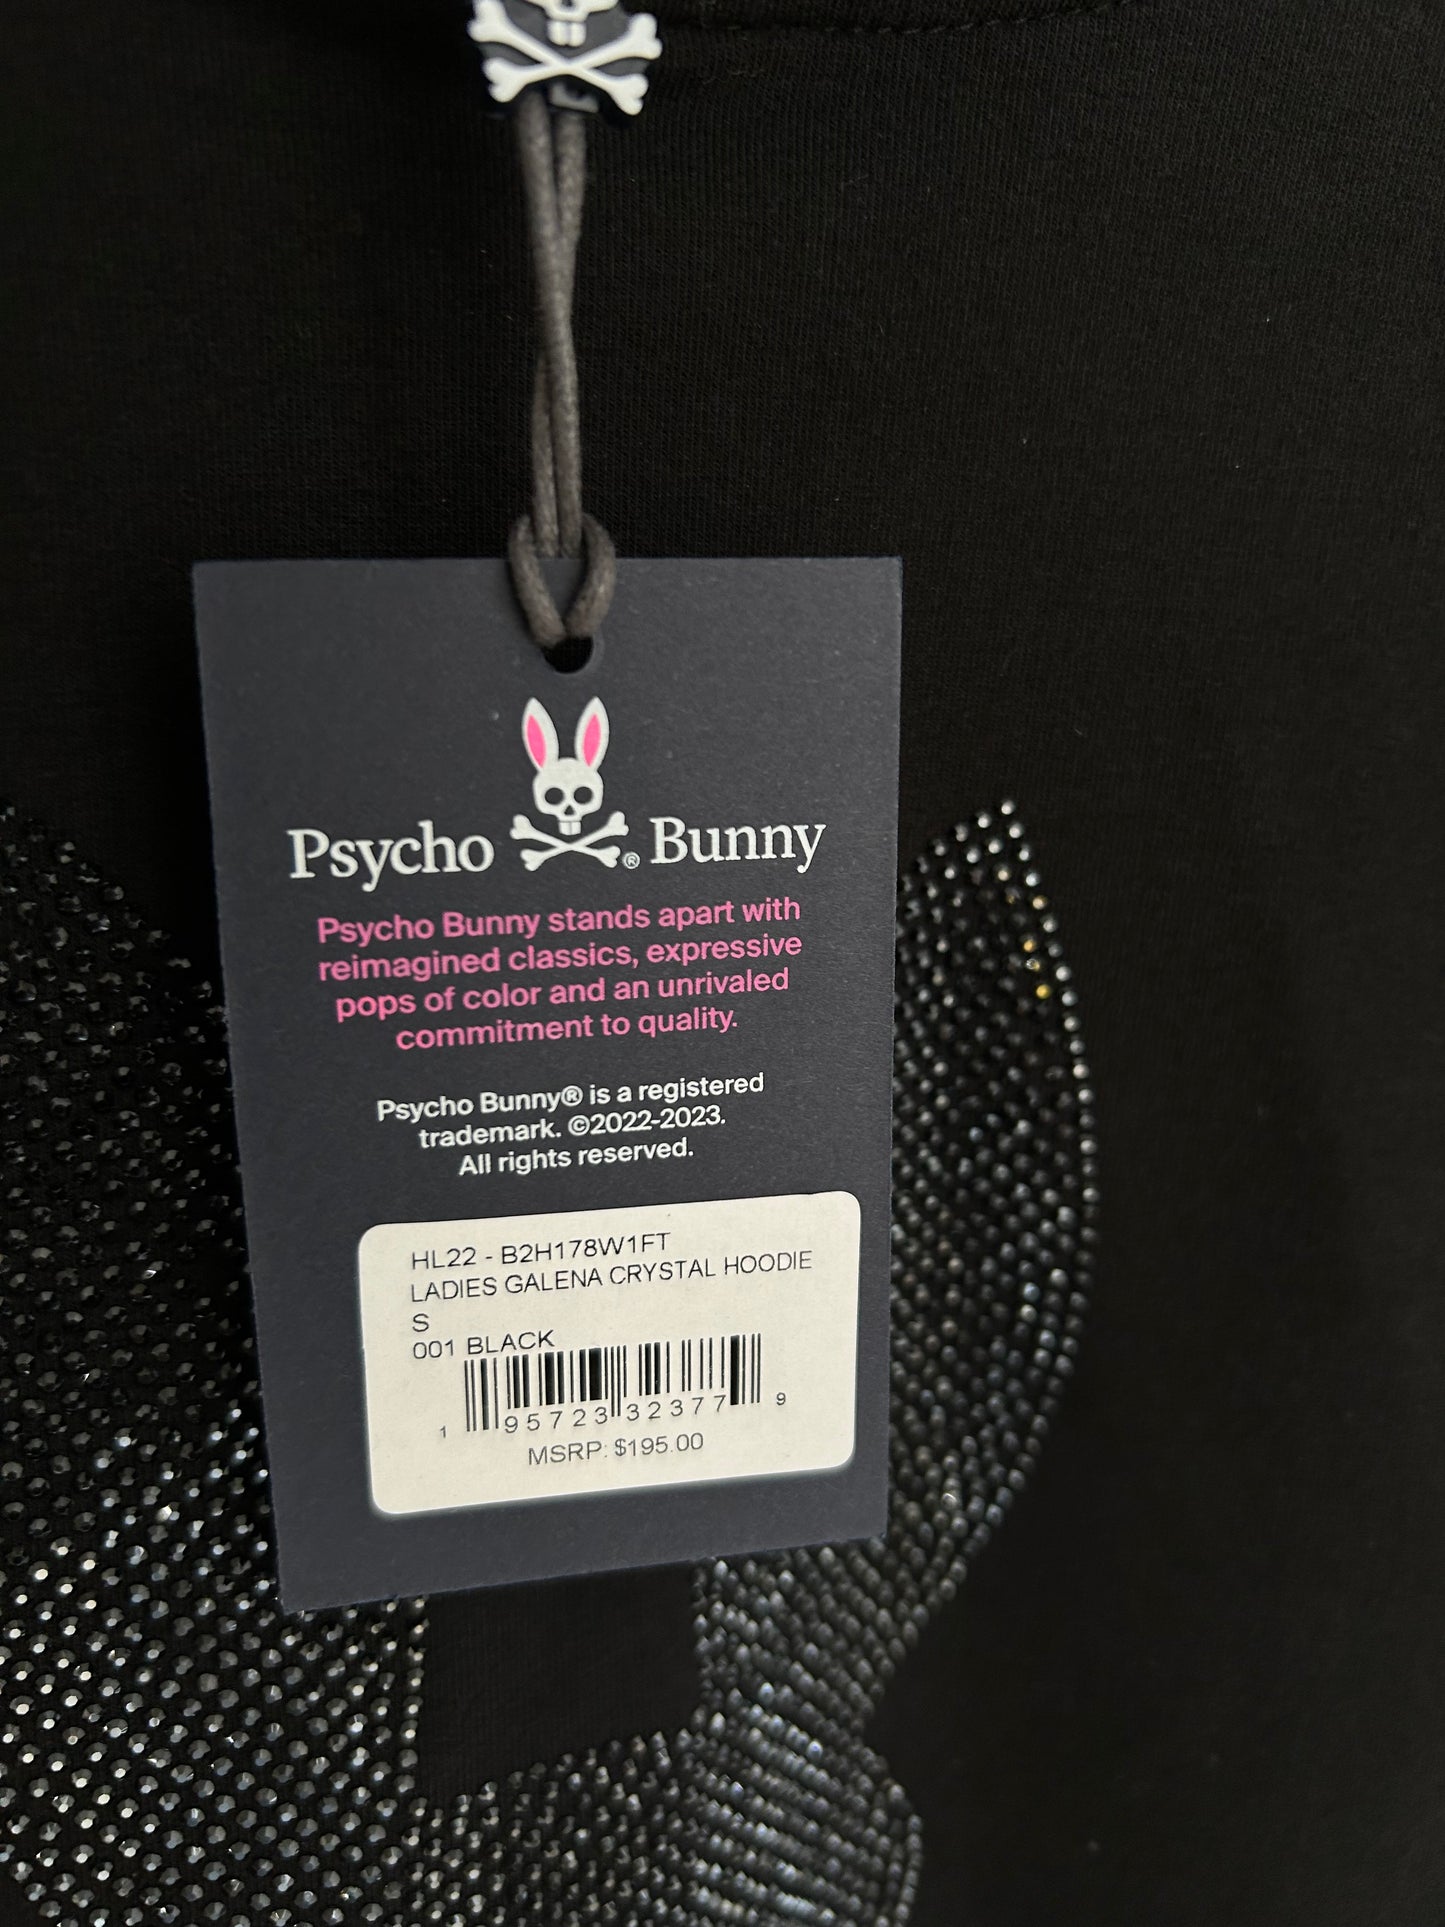 Psycho ® Bunny
Psycho Bunny stands apart with
reimagined classics, expressive
pops of color and an unrivaled
commitment to quality.
Psycho Bunny® is a registered
trademark. ©2022-2023.
All rights reserved.
HL22 - B2H178W1FT
LADIES GALENA CRYSTAL HOODIE
S
001 BLACK
1 95723 32377 9
MSRP: $195.00